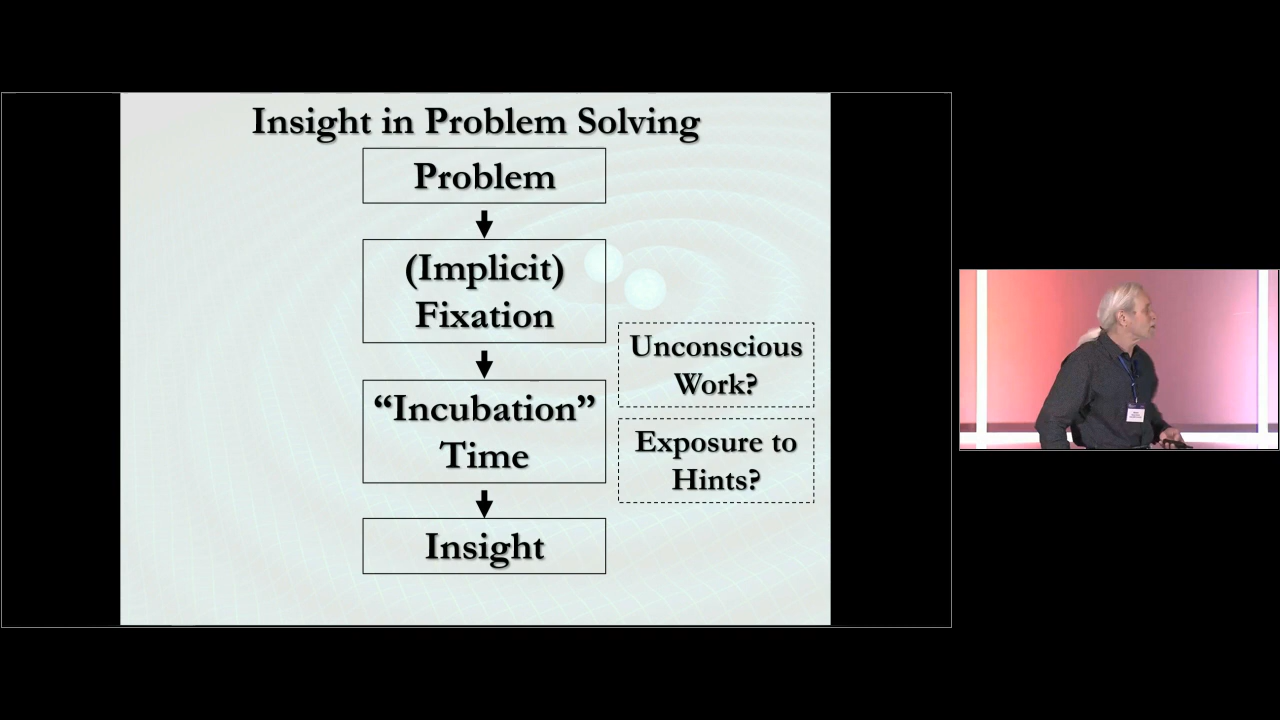 Insight in Problem Solving
Problem
(Implicit)
Fixation
“Incubation”
Time
Unconscious
Work?
Exposure to
Hints?
Insight